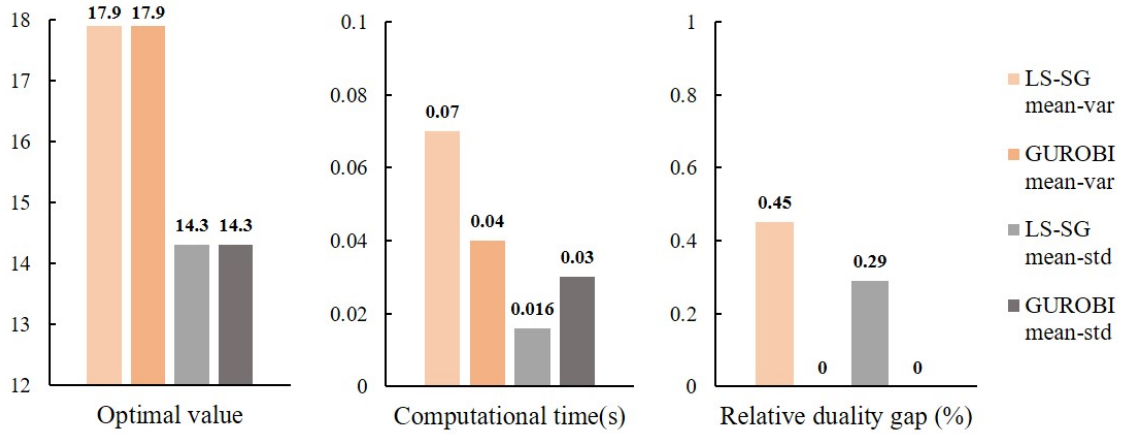 18
17
16
15
14
13
12
17.9 17.9
14.3 14.3
Optimal value
0.1
0.08
0.06
0.04
0.02
0
0.07
0.04
0.016
0.03
Computational time(s)
1
0.8
0.6
0.4
0.2
0
0.45
0
0.29
0
Relative duality gap (%)
LS-SG
mean-var
GUROBI
mean-var
LS-SG
mean-std
GUROBI
mean-std